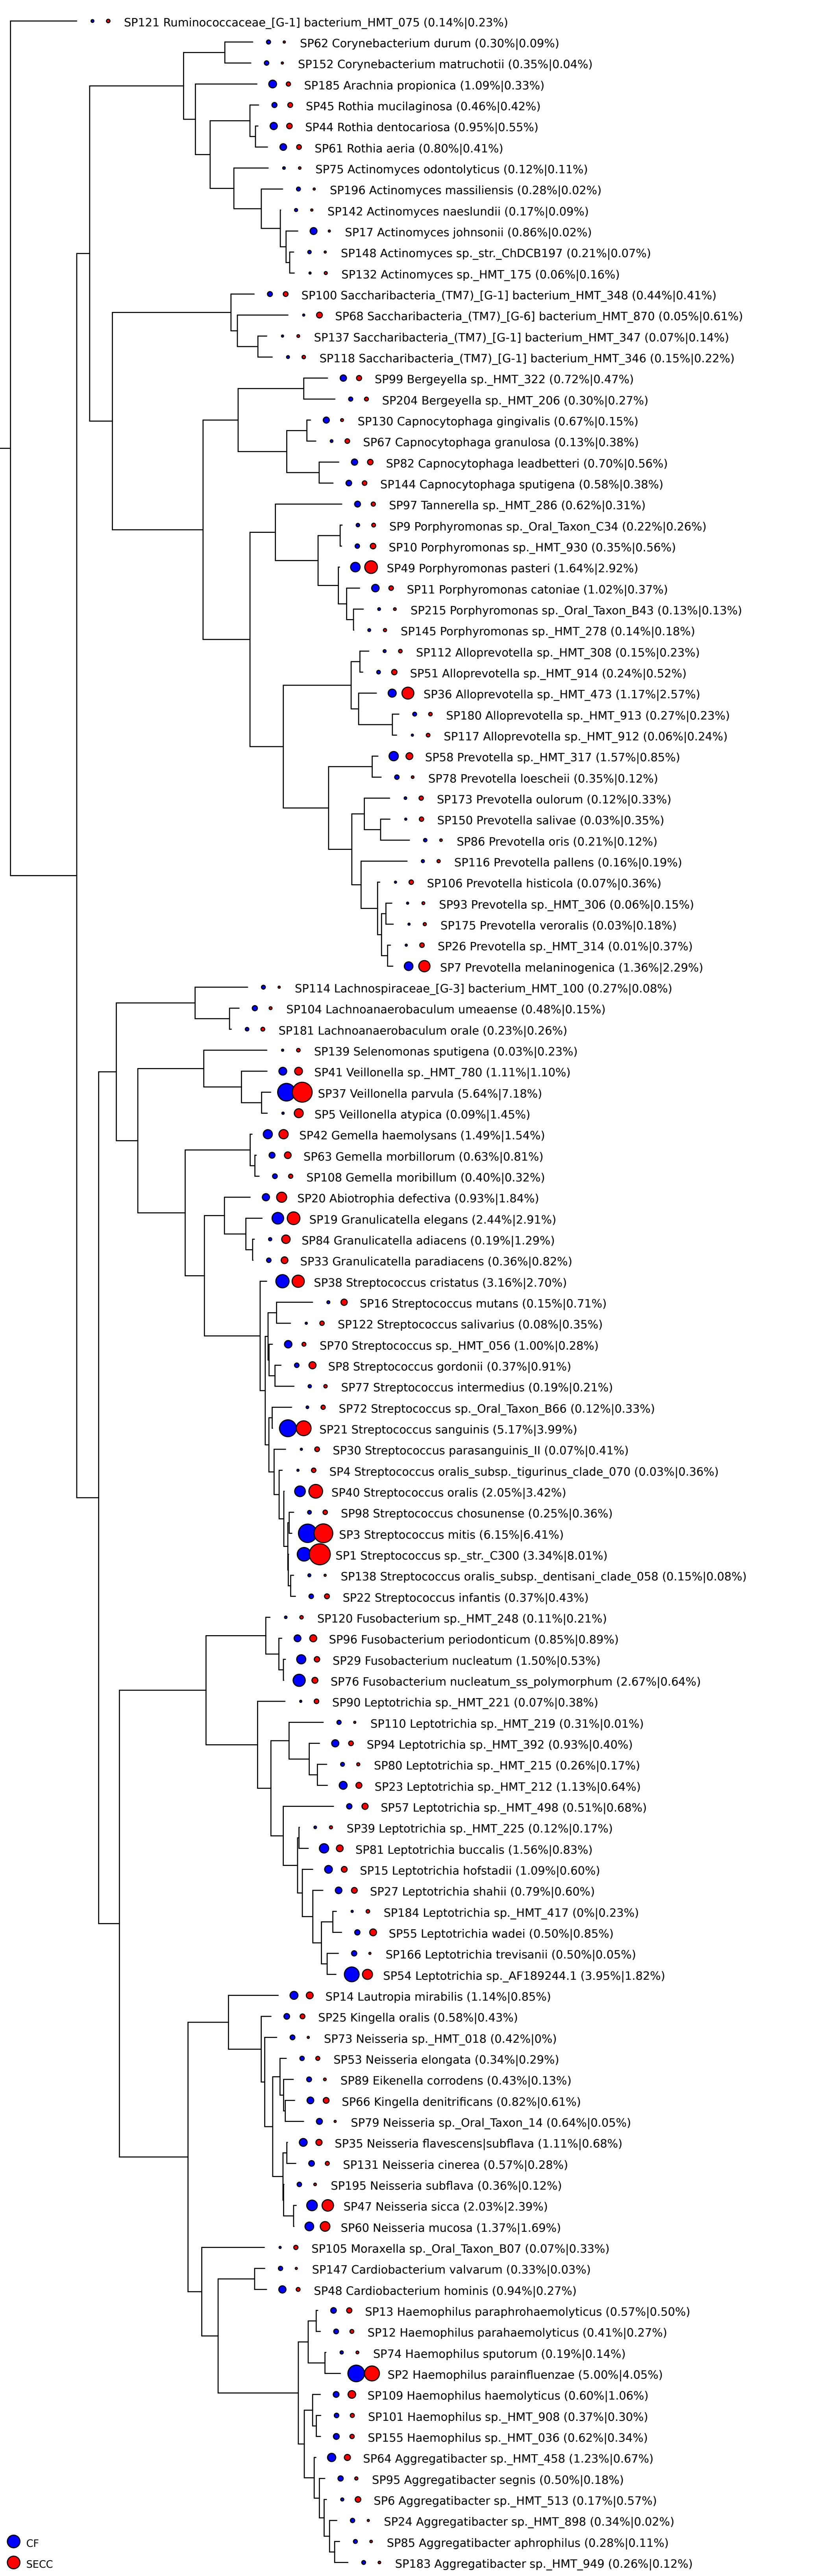 SP121 Ruminococcaceae_[G-1] bacterium_HMT_075 (0.14%|0.23%)
SP62 Corynebacterium durum (0.30%|0.09%)
SP152 Corynebacterium matruchotii (0.35%|0.04%)
SP185 Arachnia propionica (1.09%|0.33%)
SP45 Rothia mucilaginosa (0.46%|0.42%)
SP44 Rothia dentocariosa (0.95%|0.55%)
SP61 Rothia aeria (0.80%|0.41%)
SP75 Actinomyces odontolyticus (0.12%|0.11%)
SP196 Actinomyces massiliensis (0.28%|0.02%)
SP142 Actinomyces naeslundii (0.17%|0.09%)
SP17 Actinomyces johnsonii (0.86%|0.02%)
SP148 Actinomyces sp._str._ChDCB197 (0.21%|0.07%)
SP132 Actinomyces sp._HMT_175 (0.06%|0.16%)
SP100 Saccharibacteria_(TM7)_[G-1] bacterium_HMT_348 (0.44%|0.41%)
SP68 Saccharibacteria_(TM7)_[G-6] bacterium_HMT_870 (0.05%|0.61%)
SP137 Saccharibacteria_(TM7)_[G-1] bacterium_HMT_347 (0.07%|0.14%)
SP118 Saccharibacteria_(TM7)_[G-1] bacterium_HMT_346 (0.15%|0.22%)
SP99 Bergeyella sp._HMT_322 (0.72%|0.47%)
SP204 Bergeyella sp._HMT_206 (0.30%|0.27%)
SP130 Capnocytophaga gingivalis (0.67%|0.15%)
SP67 Capnocytophaga granulosa (0.13%|0.38%)
SP82 Capnocytophaga leadbetteri (0.70%|0.56%)
SP144 Capnocytophaga sputigena (0.58%|0.38%)
SP97 Tannerella sp._HMT_286 (0.62%|0.31%)
SP9 Porphyromonas sp._Oral_Taxon_C34 (0.22%|0.26%)
SP10 Porphyromonas sp._HMT_930 (0.35%|0.56%)
SP49 Porphyromonas pasteri (1.64%|2.92%)
SP11 Porphyromonas catoniae (1.02%|0.37%)
SP215 Porphyromonas sp._Oral_Taxon_B43 (0.13%|0.13%)
SP145 Porphyromonas sp._HMT_278 (0.14%|0.18%)
SP112 Alloprevotella sp._HMT_308 (0.15%|0.23%)
SP51 Alloprevotella sp._HMT_914 (0.24%|0.52%)
SP36 Alloprevotella sp._HMT_473 (1.17%|2.57%)
SP180 Alloprevotella sp._HMT_913 (0.27%|0.23%)
SP117 Alloprevotella sp._HMT_912 (0.06%|0.24%)
SP58 Prevotella sp._HMT_317 (1.57%|0.85%)
SP78 Prevotella loescheii (0.35%|0.12%)
SP173 Prevotella oulorum (0.12%|0.33%)
SP150 Prevotella salivae (0.03%|0.35%)
SP86 Prevotella oris (0.21%|0.12%)
SP116 Prevotella pallens (0.16%|0.19%)
SP106 Prevotella histicola (0.07%|0.36%)
SP93 Prevotella sp._HMT_306 (0.06%|0.15%)
SP175 Prevotella veroralis (0.03%|0.18%)
SP26 Prevotella sp._HMT_314 (0.01%|0.37%)
SP7 Prevotella melaninogenica (1.36%|2.29%)
SP114 Lachnospiraceae_[G-3] bacterium_HMT_100 (0.27%|0.08%)
SP104 Lachnoanaerobaculum umeaense (0.48%|0.15%)
SP181 Lachnoanaerobaculum orale (0.23%|0.26%)
SP139 Selenomonas sputigena (0.03%|0.23%)
SP41 Veillonella sp._HMT_780 (1.11%|1.10%)
SP37 Veillonella parvula (5.64%|7.18%)
SP5 Veillonella atypica (0.09%|1.45%)
SP42 Gemella haemolysans (1.49%|1.54%)
SP63 Gemella morbillorum (0.63%|0.81%)
SP108 Gemella moribillum (0.40%|0.32%)
SP20 Abiotrophia defectiva (0.93%|1.84%)
SP19 Granulicatella elegans (2.44%|2.91%)
SP84 Granulicatella adiacens (0.19%|1.29%)
SP33 Granulicatella paradiacens (0.36%|0.82%)
SP38 Streptococcus cristatus (3.16%|2.70%)
SP16 Streptococcus mutans (0.15%|0.71%)
SP122 Streptococcus salivarius (0.08%|0.35%)
SP70 Streptococcus sp._HMT_056 (1.00%|0.28%)
SP8 Streptococcus gordonii (0.37%|0.91%)
SP77 Streptococcus intermedius (0.19%|0.21%)
SP72 Streptococcus sp._Oral_Taxon_B66 (0.12%|0.33%)
SP21 Streptococcus sanguinis (5.17%|3.99%)
SP30 Streptococcus parasanguinis_II (0.07%|0.41%)
SP4 Streptococcus oralis_subsp._tigurinus_clade_070 (0.03%|0.36%)
SP40 Streptococcus oralis (2.05%|3.42%)
SP98 Streptococcus chosunense (0.25%|0.36%)
SP3 Streptococcus mitis (6.15%|6.41%)
SP1 Streptococcus sp._str._C300 (3.34%|8.01%)
SP138 Streptococcus oralis_subsp._dentisani_clade_058 (0.15%|0.08%)
SP22 Streptococcus infantis (0.37%|0.43%)
SP120 Fusobacterium sp._HMT_248 (0.11%|0.21%)
SP96 Fusobacterium periodonticum (0.85%|0.89%)
SP29 Fusobacterium nucleatum (1.50%|0.53%)
SP76 Fusobacterium nucleatum_ss_polymorphum (2.67%|0.64%)
SP90 Leptotrichia sp._HMT_221 (0.07%|0.38%)
SP110 Leptotrichia sp._HMT_219 (0.31%|0.01%)
SP94 Leptotrichia sp._HMT_392 (0.93%|0.40%)
SP80 Leptotrichia sp._HMT_215 (0.26%|0.17%)
SP23 Leptotrichia sp._HMT_212 (1.13%|0.64%)
SP57 Leptotrichia sp._HMT_498 (0.51%|0.68%)
SP39 Leptotrichia sp._HMT_225 (0.12%|0.17%)
SP81 Leptotrichia buccalis (1.56%|0.83%)
SP15 Leptotrichia hofstadii (1.09%|0.60%)
SP27 Leptotrichia shahii (0.79%|0.60%)
SP184 Leptotrichia sp._HMT_417 (0%|0.23%)
SP55 Leptotrichia wadei (0.50%|0.85%)
SP166 Leptotrichia trevisanii (0.50%|0.05%)
SP54 Leptotrichia sp._AF189244.1 (3.95%|1.82%)
SP14 Lautropia mirabilis (1.14%|0.85%)
SP25 Kingella oralis (0.58%|0.43%)
SP73 Neisseria sp._HMT_018 (0.42%|0%)
SP53 Neisseria elongata (0.34%|0.29%)
SP89 Eikenella corrodens (0.43%|0.13%)
SP66 Kingella denitrificans (0.82%|0.61%)
SP79 Neisseria sp._Oral_Taxon_14 (0.64%|0.05%)
SP35 Neisseria flavescens|subflava (1.11%|0.68%)
SP131 Neisseria cinerea (0.57%|0.28%)
SP195 Neisseria subflava (0.36%|0.12%)
SP47 Neisseria sicca (2.03%|2.39%)
SP60 Neisseria mucosa (1.37%|1.69%)
SP105 Moraxella sp._Oral_Taxon_B07 (0.07%|0.33%)
SP147 Cardiobacterium valvarum (0.33%|0.03%)
SP48 Cardiobacterium hominis (0.94%|0.27%)
SP13 Haemophilus paraphrohaemolyticus (0.57%|0.50%)
SP12 Haemophilus parahaemolyticus (0.41%|0.27%)
SP74 Haemophilus sputorum (0.19%|0.14%)
SP2 Haemophilus parainfluenzae (5.00%|4.05%)
SP109 Haemophilus haemolyticus (0.60%|1.06%)
SP101 Haemophilus sp._HMT_908 (0.37%|0.30%)
SP155 Haemophilus sp._HMT_036 (0.62%|0.34%)
SP64 Aggregatibacter sp._HMT_458 (1.23%|0.67%)
SP95 Aggregatibacter segnis (0.50%|0.18%)
SP6 Aggregatibacter sp._HMT_513 (0.17%|0.57%)
SP24 Aggregatibacter sp._HMT_898 (0.34%|0.02%)
SP85 Aggregatibacter aphrophilus (0.28%|0.11%)
SP183 Aggregatibacter sp._HMT_949 (0.26%|0.12%)
CF
SECC